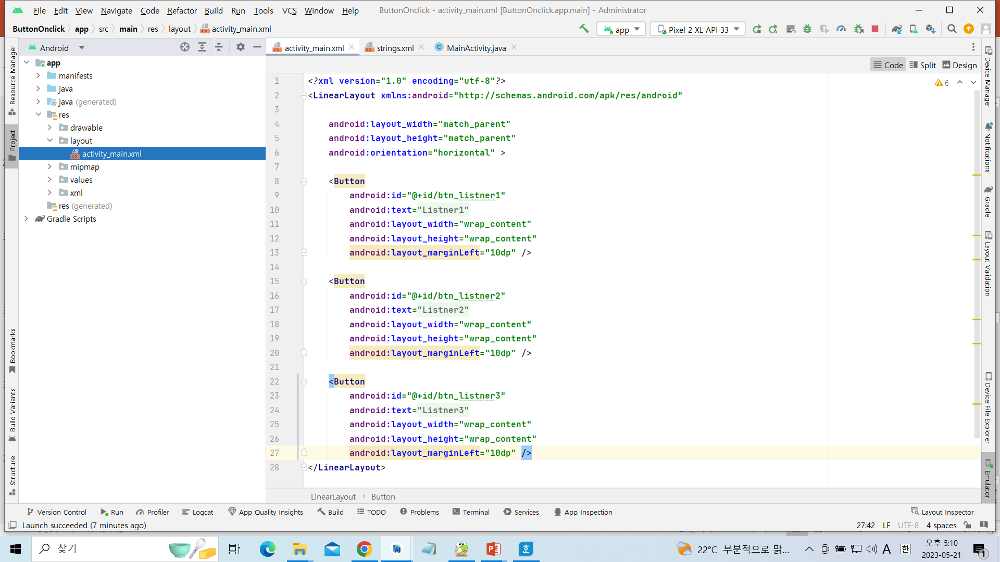 File Edit View Navigate Code Refactor Build Run Tools VCS Window Help ButtonOnclick - activity_main.xml [ButtonOnclick.app.main] - Administrator
ButtonOnclick app src main res layout activity_main.xml app Pixel 2 XL API 33
Android
activity_main.xml strings.xml MainActivity.java
Code Split Design
app
manifests
java
java (generated)
res
drawable
layout
activity_main.xml
mipmap
values
xml
res (generated)
Gradle Scripts
Resource Manager
Project
Bookmarks
Build Variants
Structure
6
1 <?xml version="1.0" encoding="utf-8"?>
2 <LinearLayout xmlns:android="http://schemas.android.com/apk/res/android"
3
4 android:layout_width="match_parent"
5 android:layout_height="match_parent"
6 android:orientation="horizontal" >
7
8 <Button
9 android:id="@+id/btn_listner1"
10 android:text="Listner1"
11 android:layout_width="wrap_content"
12 android:layout_height="wrap_content"
13 android:layout_marginLeft="10dp" />
14
15 <Button
16 android:id="@+id/btn_listner2"
17 android:text="Listner2"
18 android:layout_width="wrap_content"
19 android:layout_height="wrap_content"
20 android:layout_marginLeft="10dp" />
21
22 <Button
23 android:id="@+id/btn_listner3"
24 android:text="Listner3"
25 android:layout_width="wrap_content"
26 android:layout_height="wrap_content"
27 android:layout_marginLeft="10dp" />
28 </LinearLayout>
Device Manager
Notifications
Gradle
Layout Validation
Device File Explorer
Emulator
LinearLayout Button
Version Control Run Profiler Logcat App Quality Insights Build TODO Problems Terminal Services App Inspection Layout Inspector
Launch succeeded (7 minutes ago) 27:42 LF UTF-8 4 spaces
찾기 22°C 부분적으로 맑... A 한 오후 5:10
2023-05-21 1